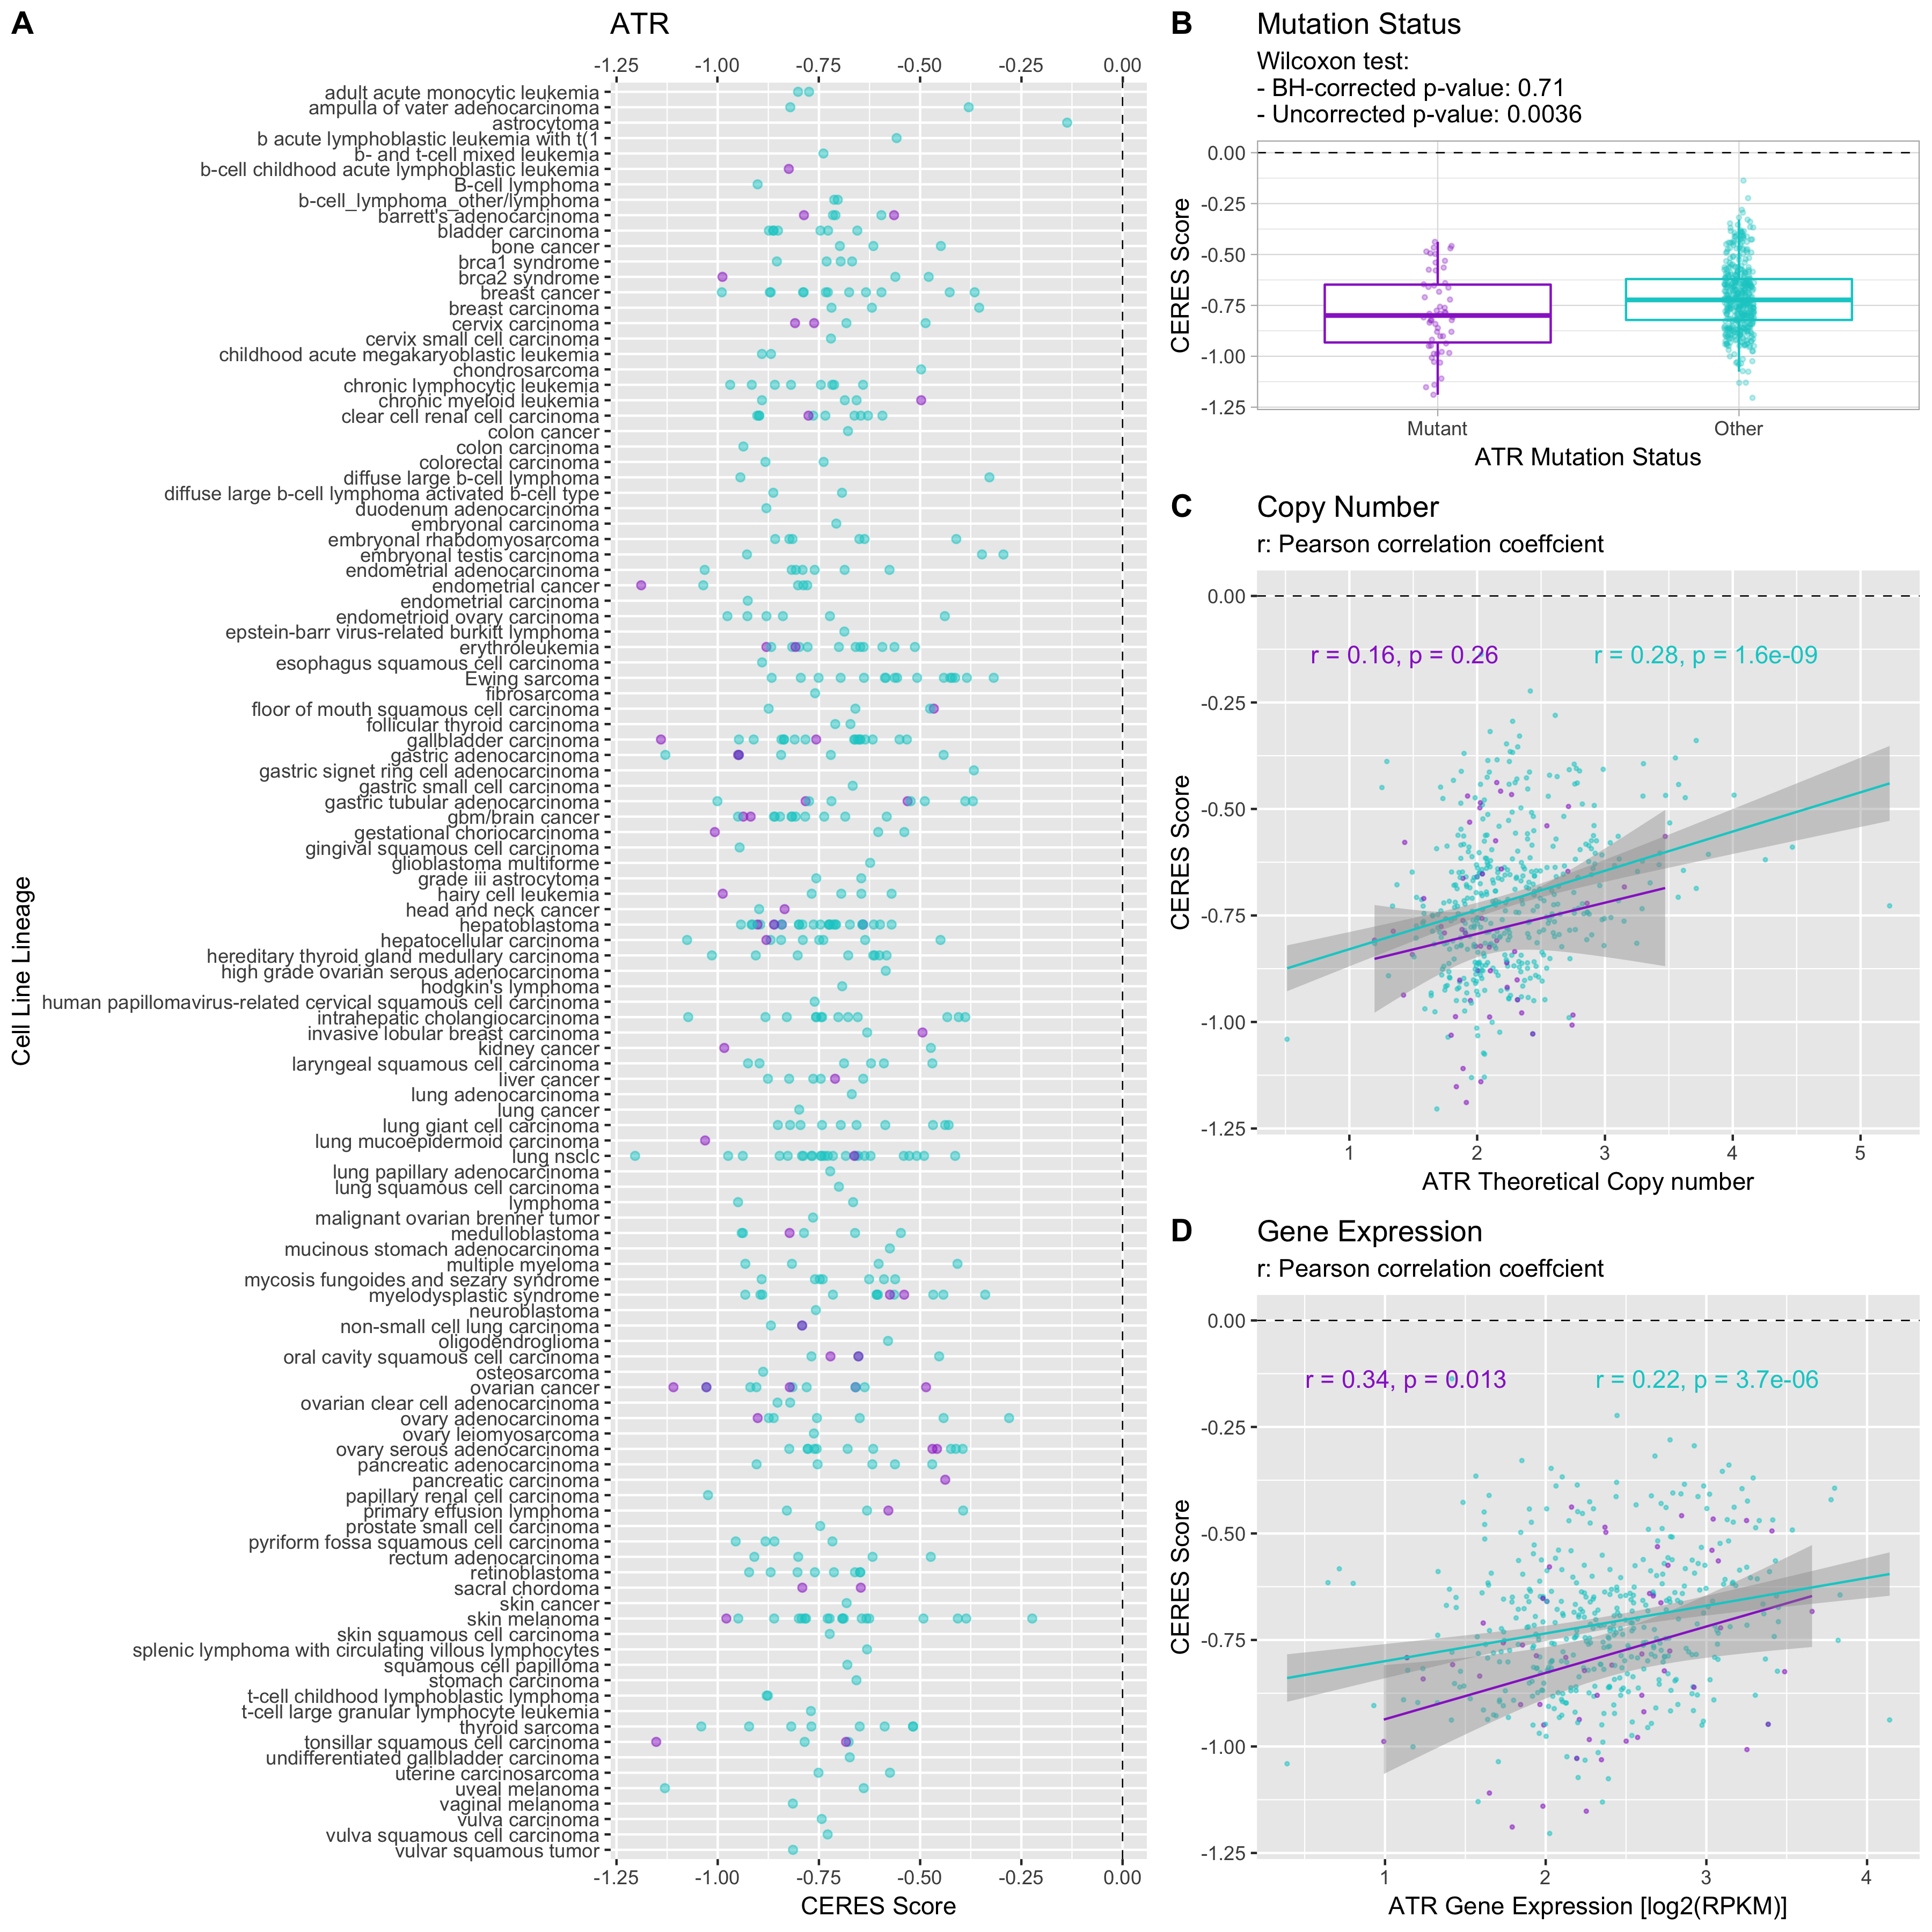 A
ATR
-1.25 -1.00 -0.75 -0.50 -0.25 0.00
Cell Line Lineage
adult acute monocytic leukemia
ampulla of vater adenocarcinoma
astrocytoma
b acute lymphoblastic leukemia with t(1
b- and t-cell mixed leukemia
b-cell childhood acute lymphoblastic leukemia
B-cell lymphoma
b-cell_lymphoma_other/lymphoma
barrett's adenocarcinoma
bladder carcinoma
bone cancer
brca1 syndrome
brca2 syndrome
breast cancer
breast carcinoma
cervix carcinoma
cervix small cell carcinoma
childhood acute megakaryoblastic leukemia
chondrosarcoma
chronic lymphocytic leukemia
chronic myeloid leukemia
clear cell renal cell carcinoma
colon cancer
colon carcinoma
colorectal carcinoma
diffuse large b-cell lymphoma
diffuse large b-cell lymphoma activated b-cell type
duodenum adenocarcinoma
embryonal carcinoma
embryonal rhabdomyosarcoma
embryonal testis carcinoma
endometrial adenocarcinoma
endometrial cancer
endometrial carcinoma
endometrioid ovary carcinoma
epstein-barr virus-related burkitt lymphoma
erythroleukemia
esophagus squamous cell carcinoma
Ewing sarcoma
fibrosarcoma
floor of mouth squamous cell carcinoma
follicular thyroid carcinoma
gallbladder carcinoma
gastric adenocarcinoma
gastric signet ring cell adenocarcinoma
gastric small cell carcinoma
gastric tubular adenocarcinoma
gbm/brain cancer
gestational choriocarcinoma
gingival squamous cell carcinoma
glioblastoma multiforme
grade iii astrocytoma
hairy cell leukemia
head and neck cancer
hepatoblastoma
hepatocellular carcinoma
hereditary thyroid gland medullary carcinoma
high grade ovarian serous adenocarcinoma
hodgkin's lymphoma
human papillomavirus-related cervical squamous cell carcinoma
intrahepatic cholangiocarcinoma
invasive lobular breast carcinoma
kidney cancer
laryngeal squamous cell carcinoma
liver cancer
lung adenocarcinoma
lung cancer
lung giant cell carcinoma
lung mucoepidermoid carcinoma
lung nsclc
lung papillary adenocarcinoma
lung squamous cell carcinoma
lymphoma
malignant ovarian brenner tumor
medulloblastoma
mucinous stomach adenocarcinoma
multiple myeloma
mycosis fungoides and sezary syndrome
myelodysplastic syndrome
neuroblastoma
non-small cell lung carcinoma
oligodendroglioma
oral cavity squamous cell carcinoma
osteosarcoma
ovarian cancer
ovarian clear cell adenocarcinoma
ovary adenocarcinoma
ovary leiomyosarcoma
ovary serous adenocarcinoma
pancreatic adenocarcinoma
pancreatic carcinoma
papillary renal cell carcinoma
primary effusion lymphoma
prostate small cell carcinoma
pyriform fossa squamous cell carcinoma
rectum adenocarcinoma
retinoblastoma
sacral chordoma
skin cancer
skin melanoma
skin squamous cell carcinoma
splenic lymphoma with circulating villous lymphocytes
squamous cell papilloma
stomach carcinoma
t-cell childhood lymphoblastic lymphoma
t-cell large granular lymphocyte leukemia
thyroid sarcoma
tonsillar squamous cell carcinoma
undifferentiated gallbladder carcinoma
uterine carcinosarcoma
uveal melanoma
vaginal melanoma
vulva carcinoma
vulva squamous cell carcinoma
vulvar squamous tumor
-1.25 -1.00 -0.75 -0.50 -0.25 0.00
CERES Score
B
Mutation Status
Wilcoxon test:
- BH-corrected p-value: 0.71
- Uncorrected p-value: 0.0036
CERES Score
0.00
-0.25
-0.50
-0.75
-1.00
-1.25
Mutant Other
ATR Mutation Status
C
Copy Number
r: Pearson correlation coeffcient
CERES Score
0.00
r = 0.16, p = 0.26 r = 0.28, p = 1.6e-09
-0.25
-0.50
-0.75
-1.00
-1.25
1 2 3 4 5
ATR Theoretical Copy number
D
Gene Expression
r: Pearson correlation coeffcient
CERES Score
0.00
r = 0.34, p = 0.013 r = 0.22, p = 3.7e-06
-0.25
-0.50
-0.75
-1.00
-1.25
1 2 3 4
ATR Gene Expression [log2(RPKM)]